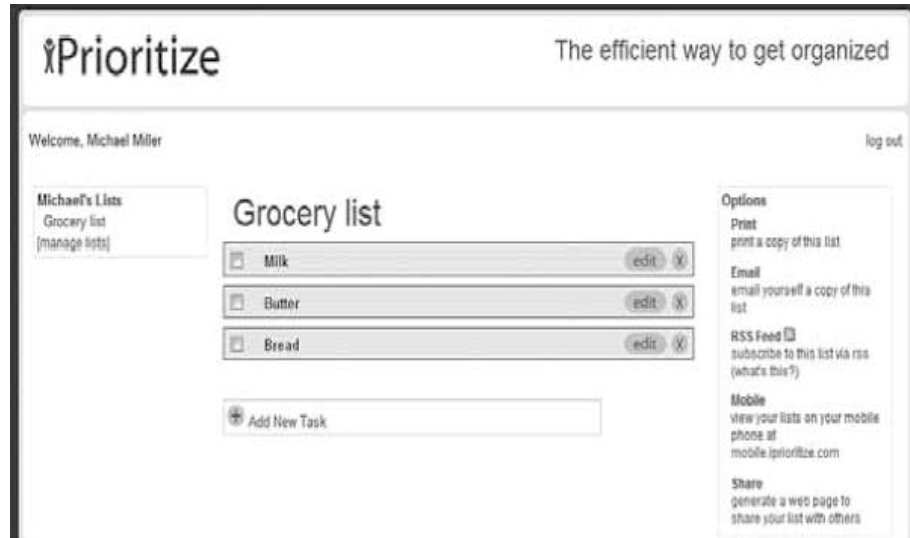 iPrioritize
The efficient way to get organized
Welcome, Michael Miller
log out
Michael's Lists
Grocery list
[manage lists]
Grocery list
Milk
edit X
Butter
edit X
Bread
edit X
Add New Task
Options
Print
print a copy of this list
Email
email yourself a copy of this
list
RSS Feed
subscribe to this list via rss
(what's this?)
Mobile
view your lists on your mobile
phone at
mobile.iprioritize.com
Share
generate a web page to
share your list with others